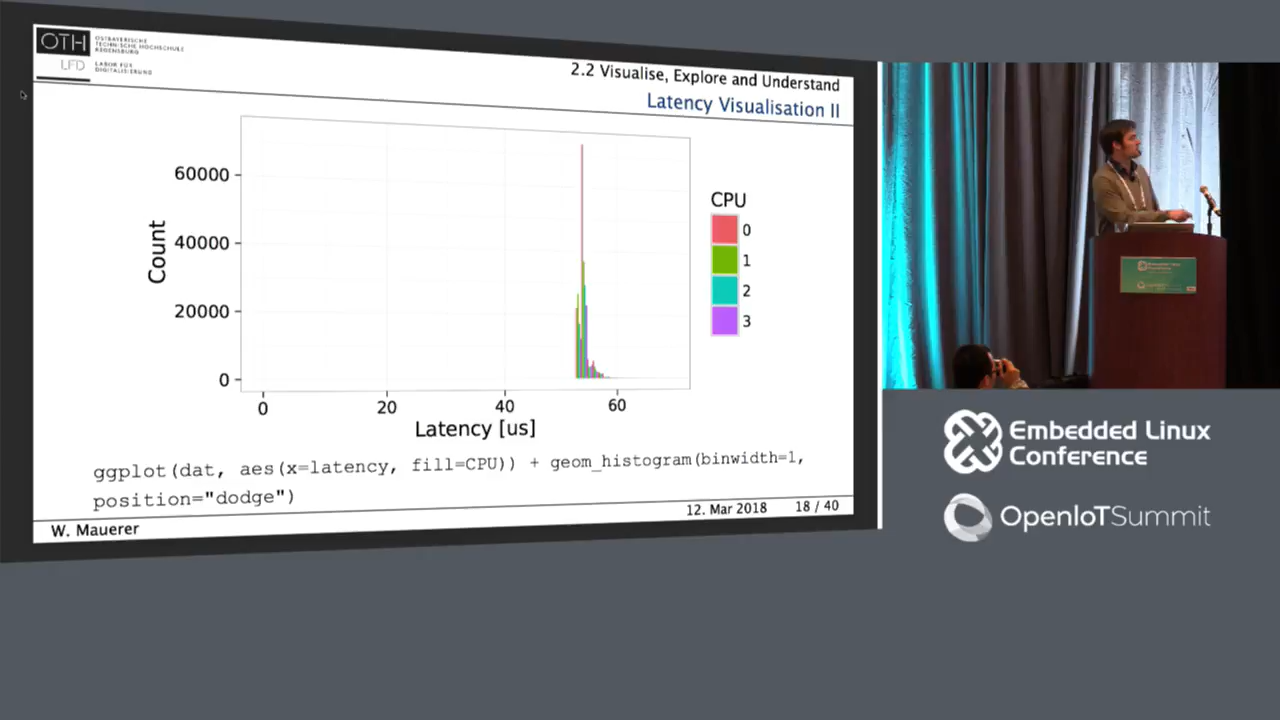 OTH
OSTBAYERISCHE
TECHNISCHE HOCHSCHULE
REGENSBURG
LFD
LABOR FÜR
DIGITALISIERUNG
2.2 Visualise, Explore and Understand
Latency Visualisation II
60000
40000
20000
0
Count
0 20 40 60
Latency [us]
CPU
0
1
2
3
ggplot(dat, aes(x=latency, fill=CPU)) + geom_histogram(binwidth=1,
position="dodge")
W. Mauerer
12. Mar 2018
18 / 40
Embedded Linux
Conference
OpenIoTSummit